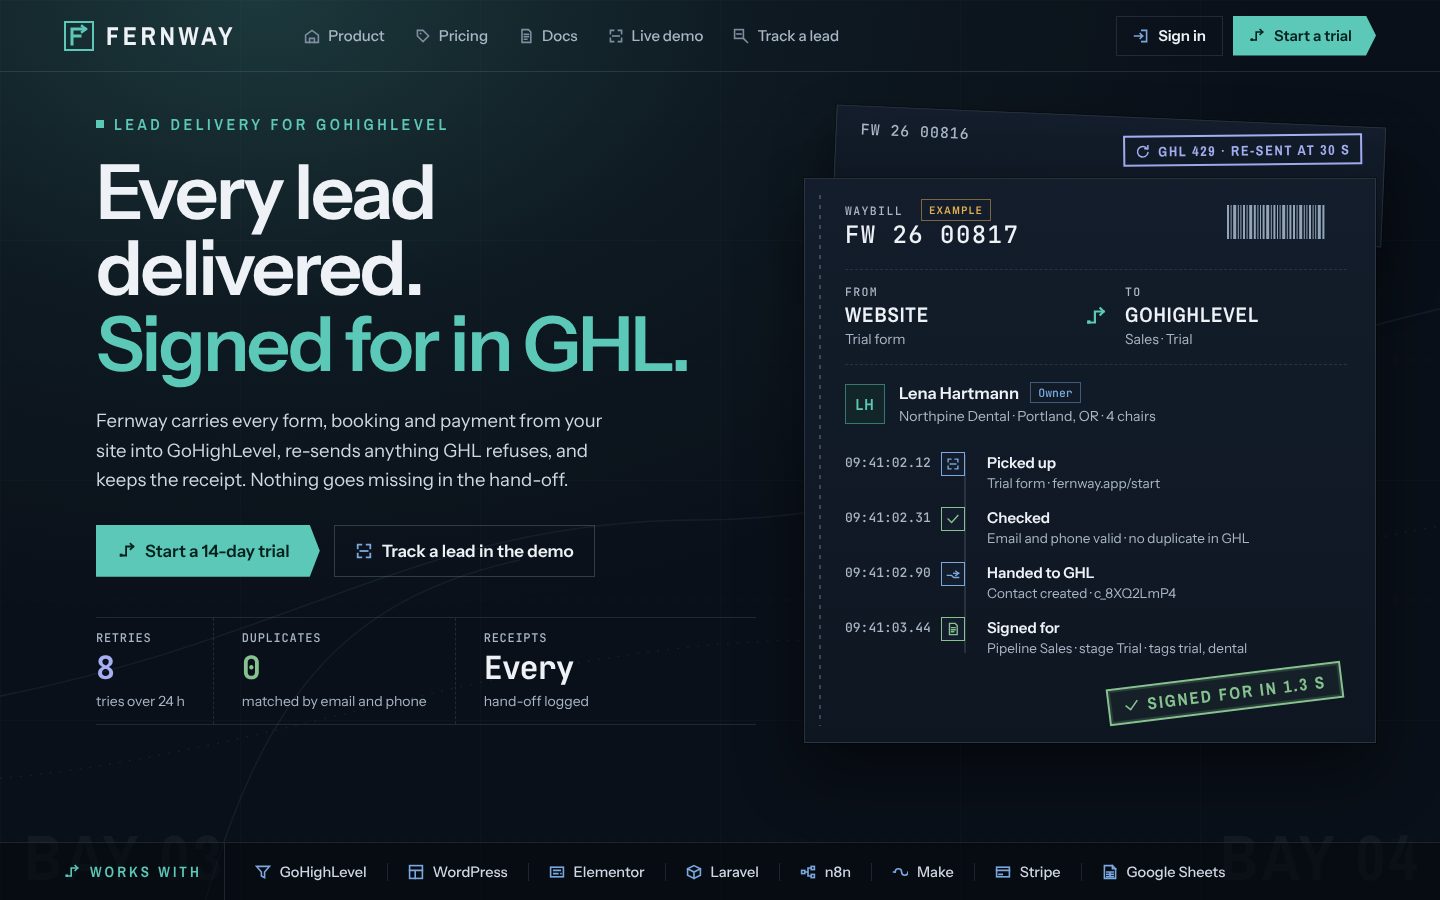 FERNWAY
Product
Pricing
Docs
Live demo
Track a lead
Sign in
Start a trial
LEAD DELIVERY FOR GOHIGHLEVEL
Every lead
delivered.
Signed for in GHL.
Fernway carries every form, booking and payment from your
site into GoHighLevel, re-sends anything GHL refuses, and
keeps the receipt. Nothing goes missing in the hand-off.
Start a 14-day trial
Track a lead in the demo
RETRIES
8
tries over 24 h
DUPLICATES
0
matched by email and phone
RECEIPTS
Every
hand-off logged
FW 26 00816
GHL 429 · RE-SENT AT 30 S
WAYBILL
EXAMPLE
FW 26 00817
FROM
WEBSITE
Trial form
TO
GOHIGHLEVEL
Sales · Trial
LH
Lena Hartmann
Owner
Northpine Dental · Portland, OR · 4 chairs
09:41:02.12
Picked up
Trial form · fernway.app/start
09:41:02.31
Checked
Email and phone valid · no duplicate in GHL
09:41:02.90
Handed to GHL
Contact created · c_8XQ2LmP4
09:41:03.44
Signed for
Pipeline Sales · stage Trial · tags trial, dental
SIGNED FOR IN 1.3 S
BAY 03
BAY 04
WORKS WITH
GoHighLevel
WordPress
Elementor
Laravel
n8n
Make
Stripe
Google Sheets